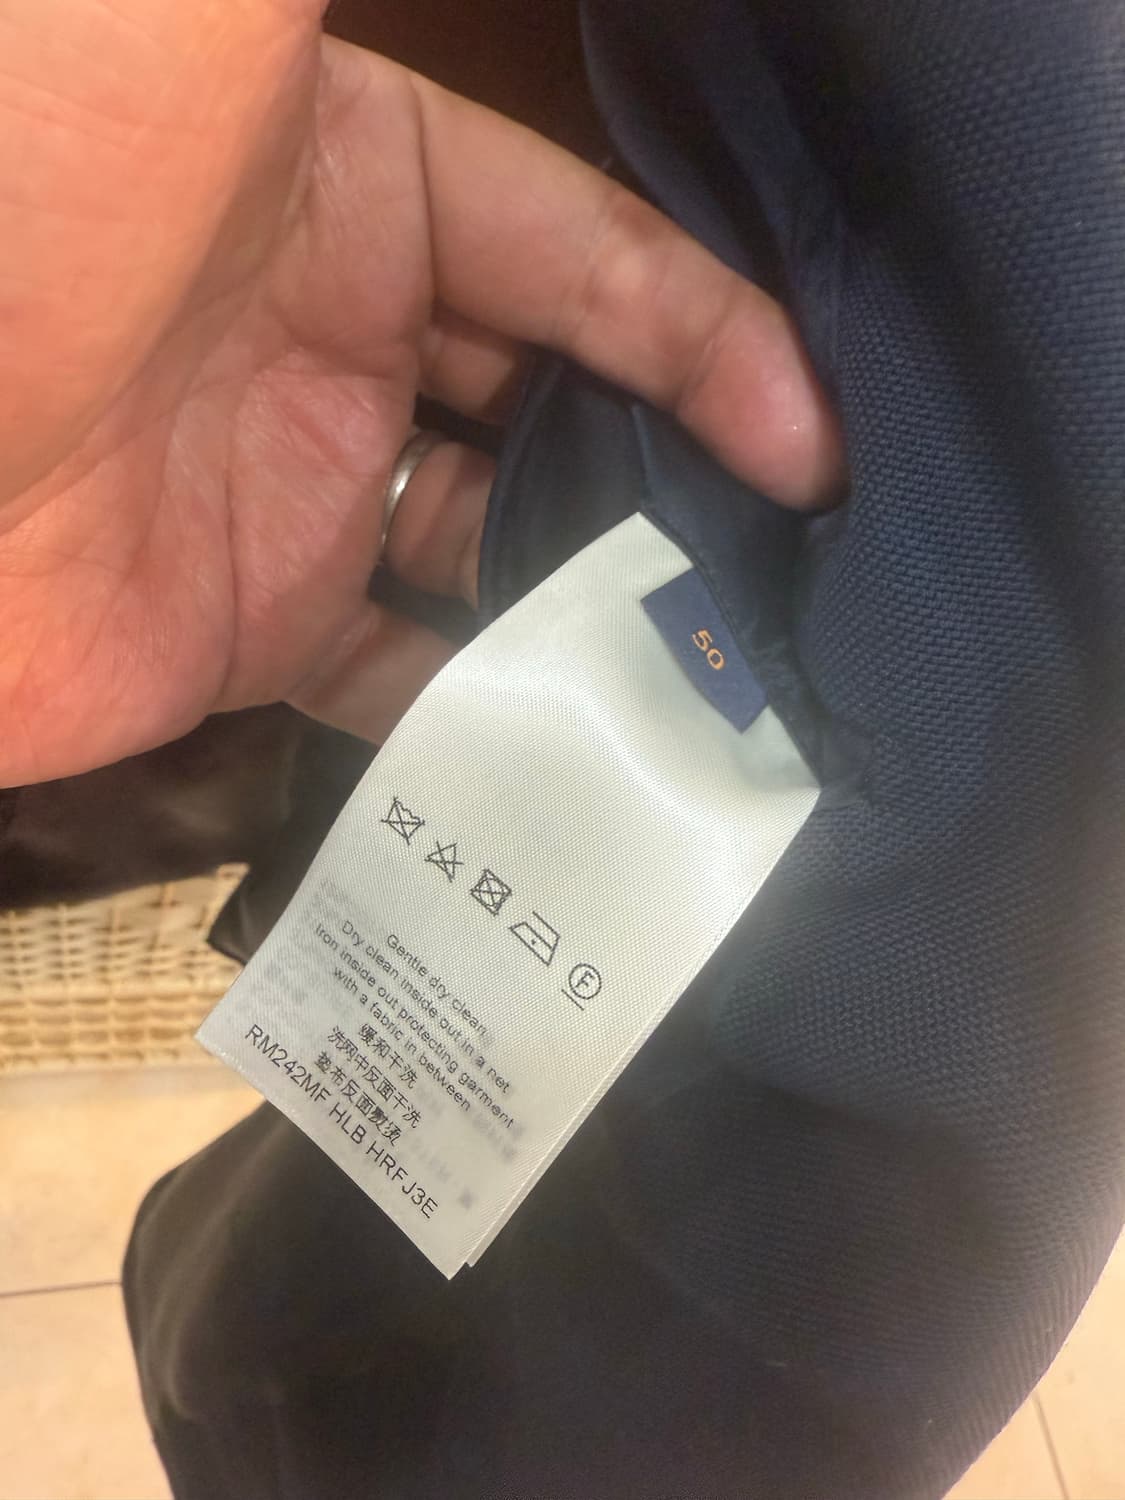 50
F
Gentle dry clean
Dry clean inside out in a net
Iron inside out protecting garment
with a fabric in between
缓和干洗
洗网中反面干洗
垫布反面熨烫
RM242MF HLB HRFJ3E